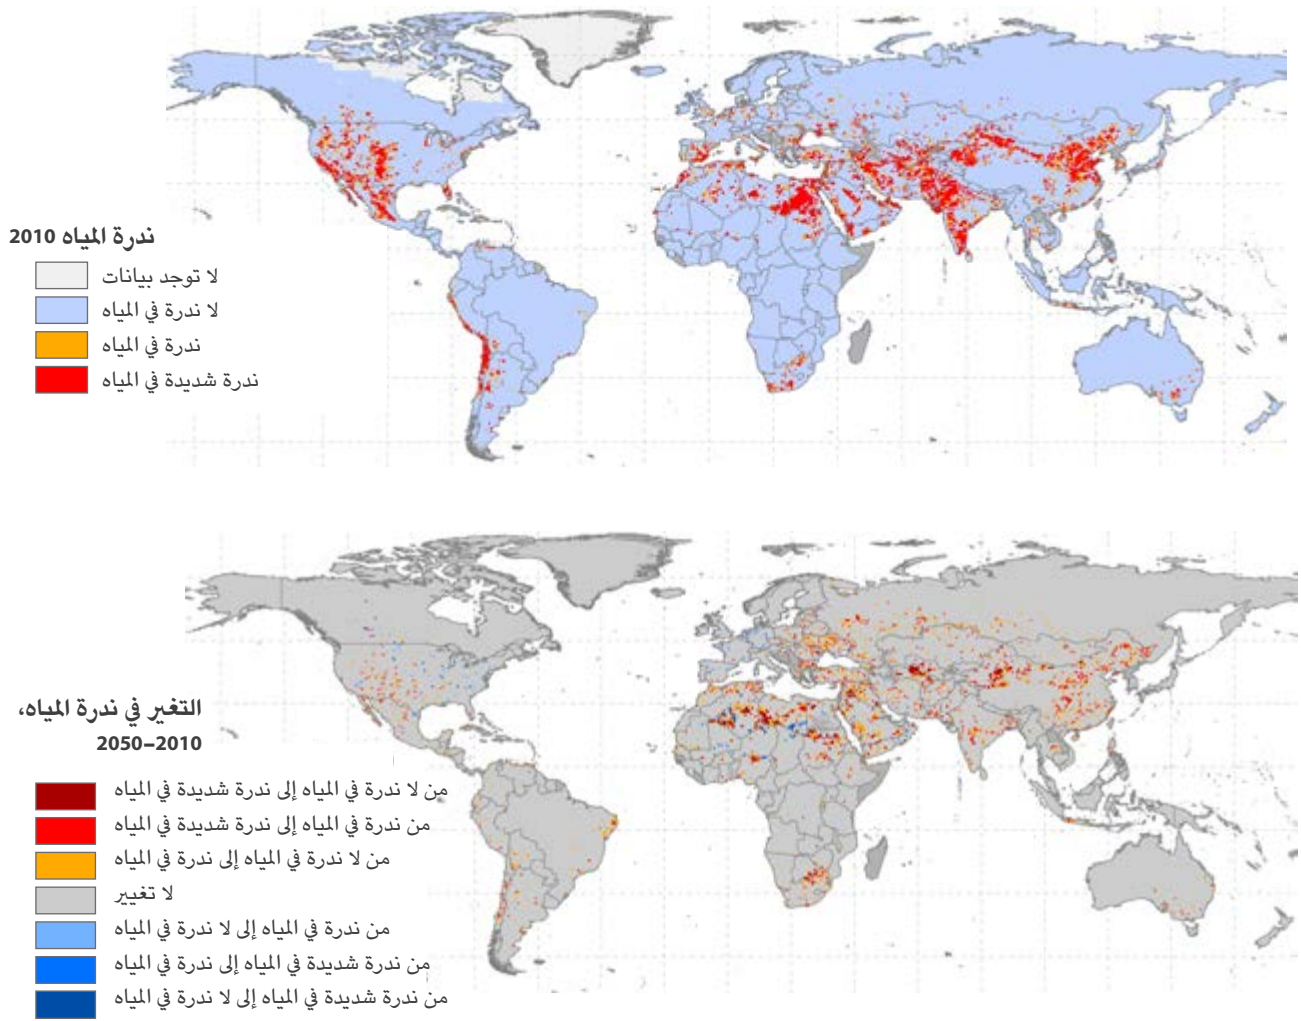 ندرة المياه 2010
لا توجد بيانات
لا ندرة في المياه
ندرة في المياه
ندرة شديدة في المياه
التغير في ندرة المياه،
2050–2010
من لا ندرة في المياه إلى ندرة شديدة في المياه
من ندرة في المياه إلى ندرة شديدة في المياه
من لا ندرة في المياه إلى ندرة في المياه
لا تغيير
من ندرة في المياه إلى لا ندرة في المياه
من ندرة شديدة في المياه إلى ندرة في المياه
من ندرة شديدة في المياه إلى لا ندرة في المياه